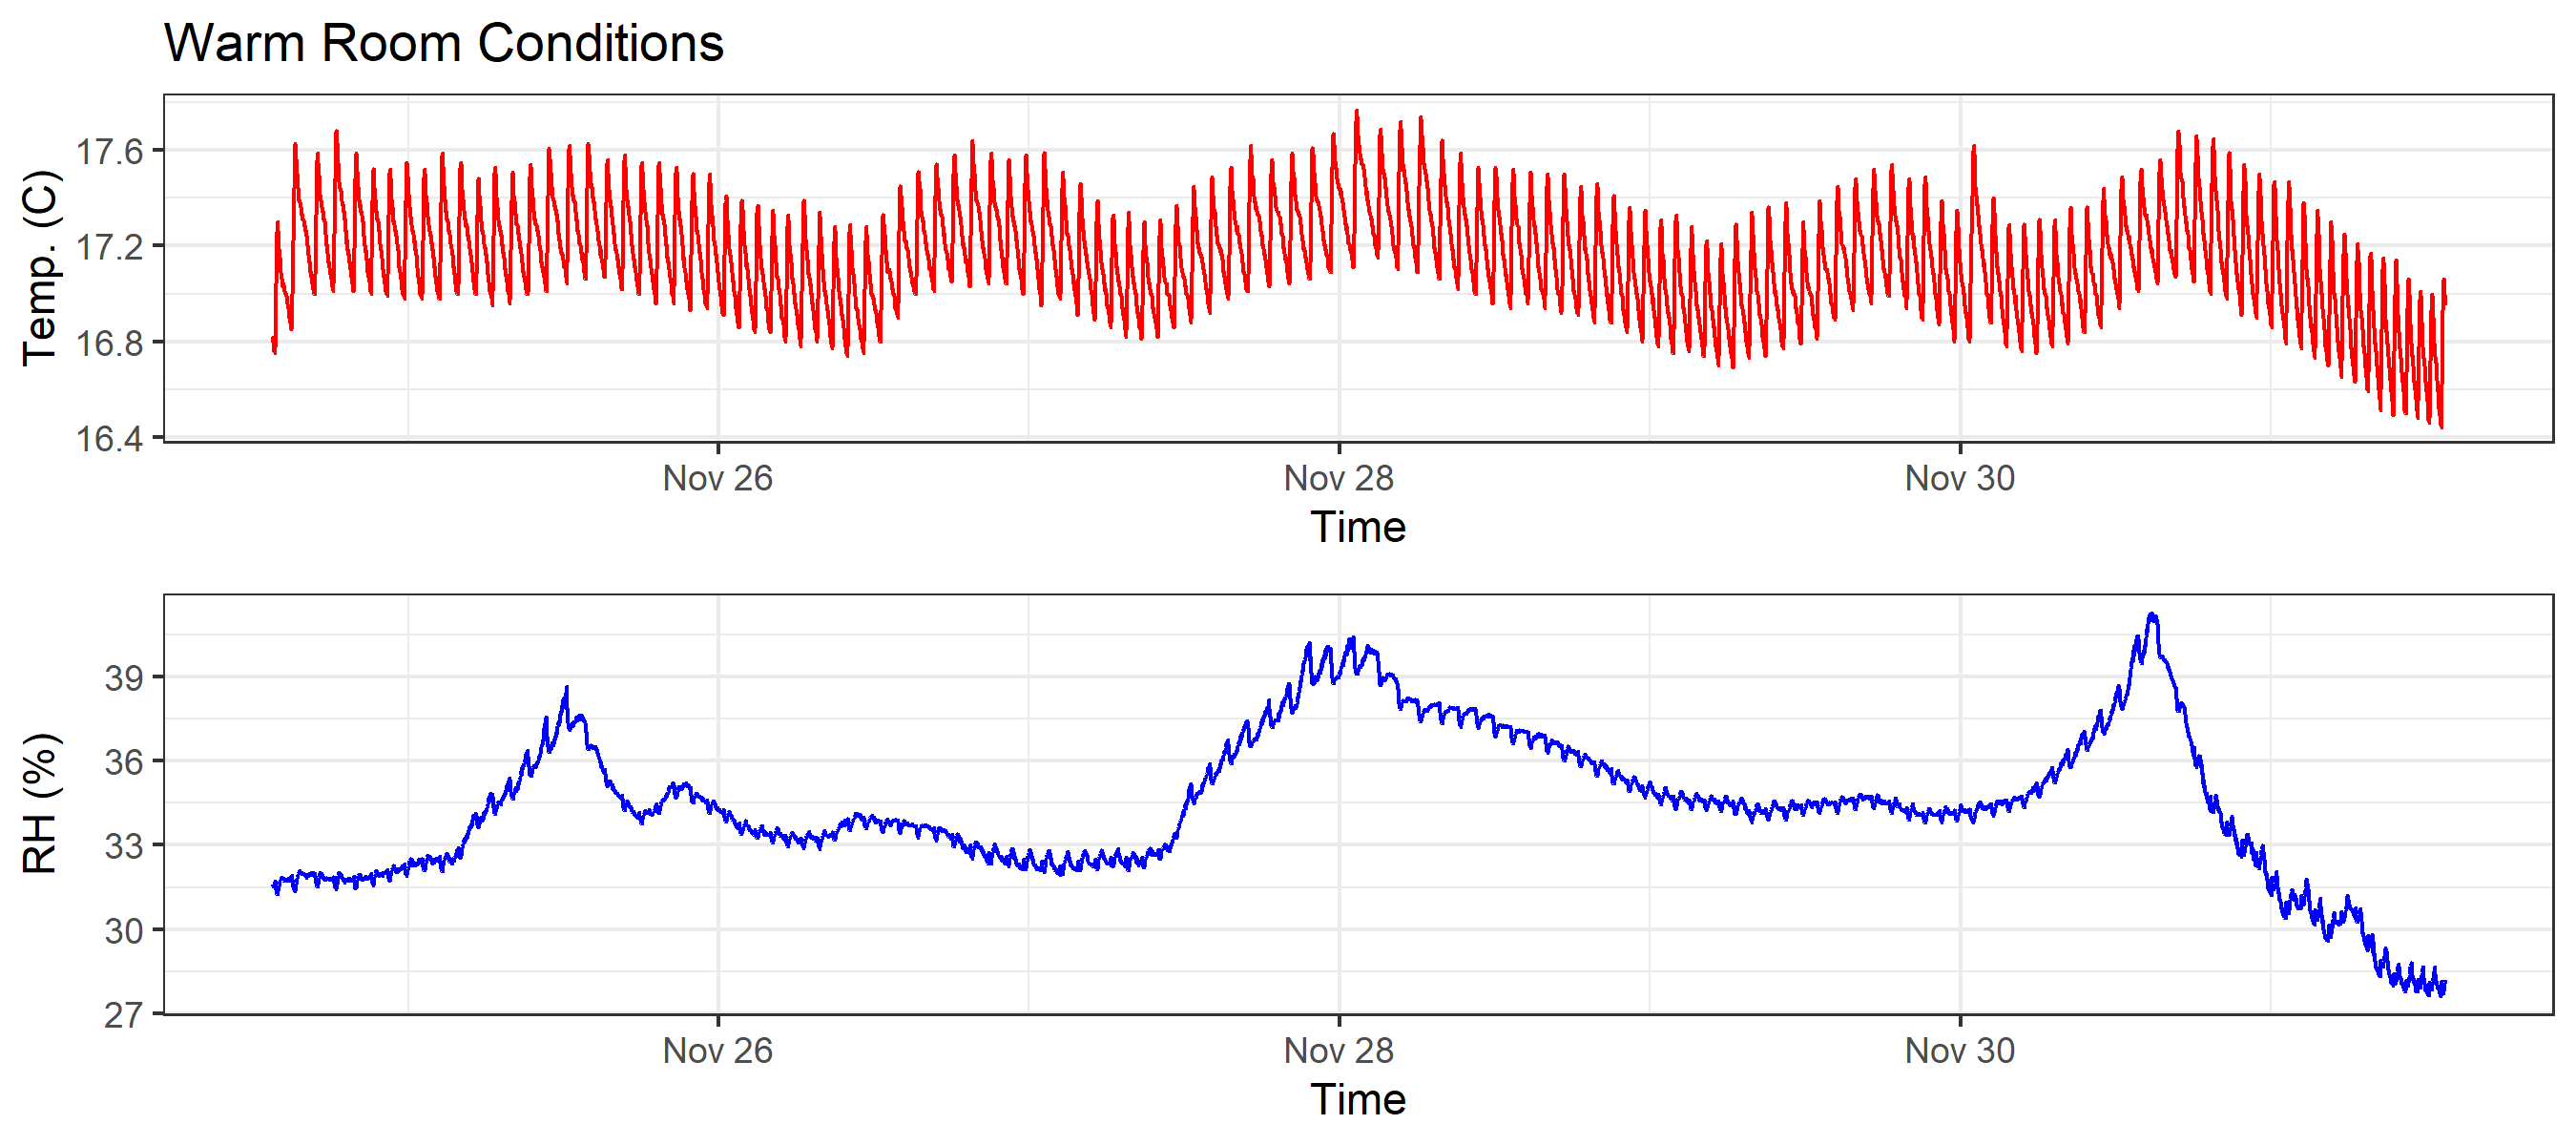 Warm Room Conditions
Temp. (C)
17.6
17.2
16.8
16.4
Nov 26 Nov 28 Nov 30
Time
RH (%)
39
36
33
30
27
Nov 26 Nov 28 Nov 30
Time